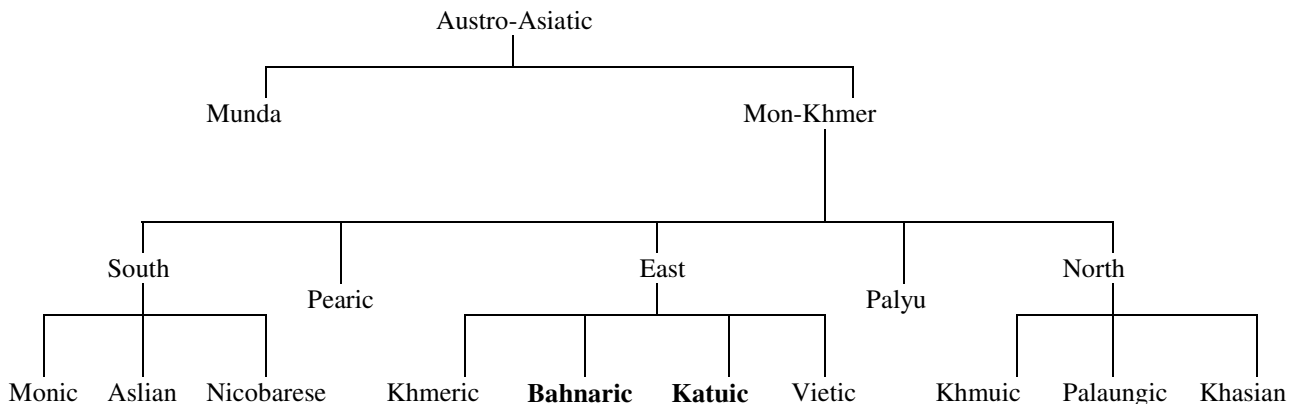 Austro-Asiatic
Munda Mon-Khmer
South East North
Pearic Palyu
Monic Aslian Nicobarese Khmeric Bahnaric Katuic Vietic Khmuic Palaungic Khasian